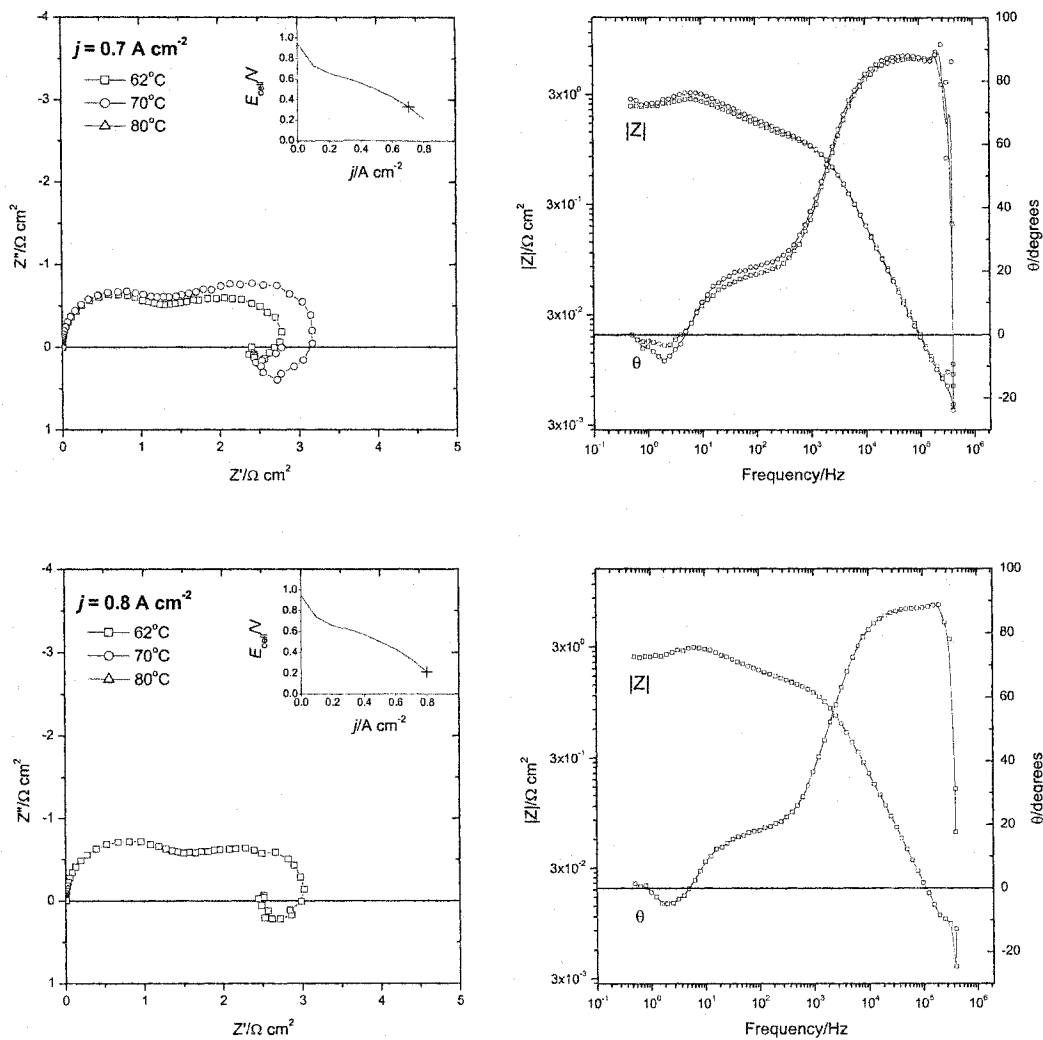 j = 0.7 A cm-2
62°C
70°C
80°C
Ecell/V
1.0
0.8
0.6
0.4
0.2
0.0
0.0 0.2 0.4 0.6 0.8 1.0
j/A cm-2
Z''/Ω cm2
-4
-3
-2
-1
0
1
0 1 2 3 4 5
Z'/Ω cm2
|Z|/Ω cm2
3x10^0
3x10^-1
3x10^-2
3x10^-3
|Z|
θ
100
80
60
40
20
0
-20
θ/degrees
10^-1 10^0 10^1 10^2 10^3 10^4 10^5 10^6
Frequency/Hz
j = 0.8 A cm-2
62°C
70°C
80°C
Ecell/V
1.0
0.8
0.6
0.4
0.2
0.0
0.0 0.2 0.4 0.6 0.8 1.0
j/A cm-2
Z''/Ω cm2
-4
-3
-2
-1
0
1
0 1 2 3 4 5
Z'/Ω cm2
|Z|/Ω cm2
3x10^0
3x10^-1
3x10^-2
3x10^-3
|Z|
θ
100
80
60
40
20
0
-20
θ/degrees
10^-1 10^0 10^1 10^2 10^3 10^4 10^5 10^6
Frequency/Hz